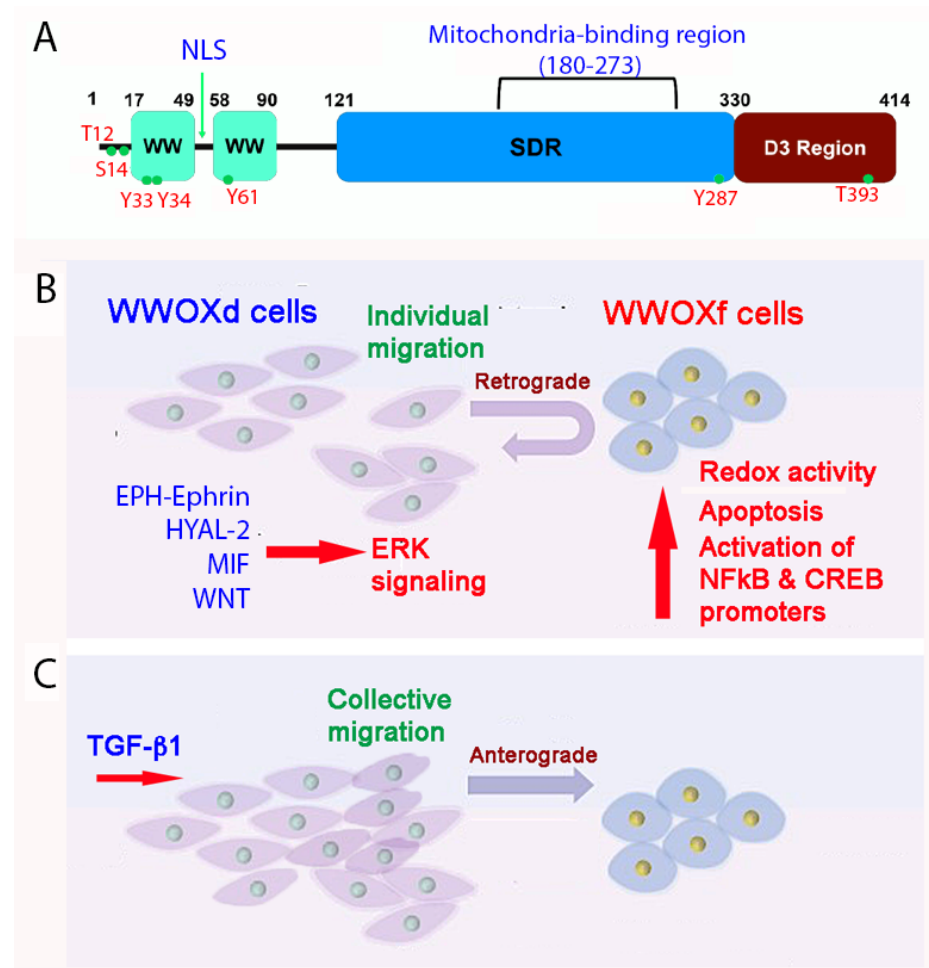 A
Mitochondria-binding region
(180-273)
NLS
1 17 49 58 90 121 330 414
T12
WW WW SDR D3 Region
S14
Y33 Y34 Y61 Y287 T393
B
WWOXd cells
Individual
migration
WWOXf cells
Retrograde
Redox activity
Apoptosis
Activation of
NFkB & CREB
promoters
EPH-Ephrin
HYAL-2
MIF
WNT
ERK
signaling
C
Collective
migration
TGF-β1
Anterograde